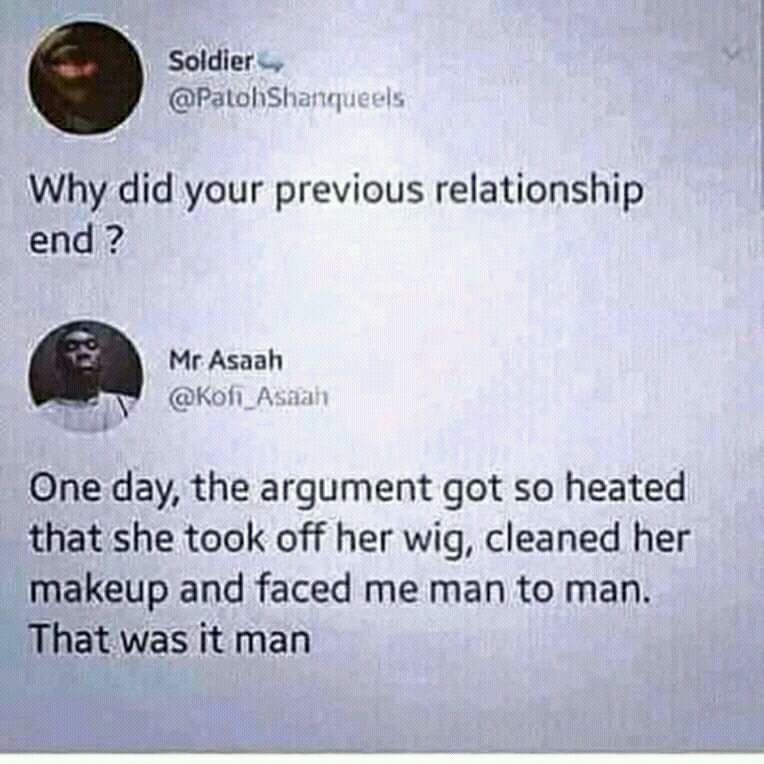 Soldier
@PatohShanqueels
Why did your previous relationship
end ?
Mr Asaah
@Kofi_Asaah
One day, the argument got so heated
that she took off her wig, cleaned her
makeup and faced me man to man.
That was it man